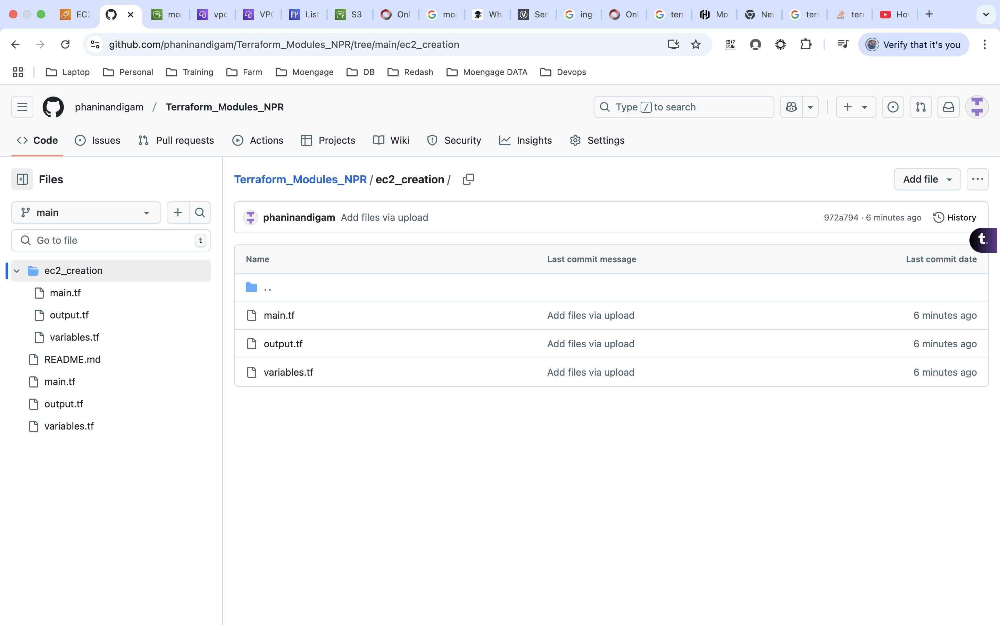 EC2
mo
vpc
VPC
List
S3
Onl
mo
Wh
Ser
ing
Onl
terr
Mo
Nev
terr
terr
Hov
github.com/phaninandigam/Terraform_Modules_NPR/tree/main/ec2_creation
Verify that it's you
Laptop
Personal
Training
Farm
Moengage
DB
Redash
Moengage DATA
Devops
phaninandigam / Terraform_Modules_NPR
Type / to search
Code
Issues
Pull requests
Actions
Projects
Wiki
Security
Insights
Settings
Files
Terraform_Modules_NPR / ec2_creation /
Add file
main
phaninandigam Add files via upload
972a794 · 6 minutes ago
History
Go to file
t
t.
Name
Last commit message
Last commit date
ec2_creation
main.tf
output.tf
variables.tf
README.md
main.tf
output.tf
variables.tf
..
main.tf
Add files via upload
6 minutes ago
output.tf
Add files via upload
6 minutes ago
variables.tf
Add files via upload
6 minutes ago